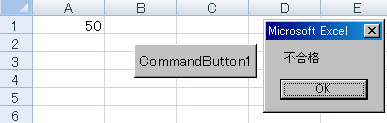 A B C D E
1 50
2
3
4
5
6
CommandButton1
Microsoft Excel
不合格
OK